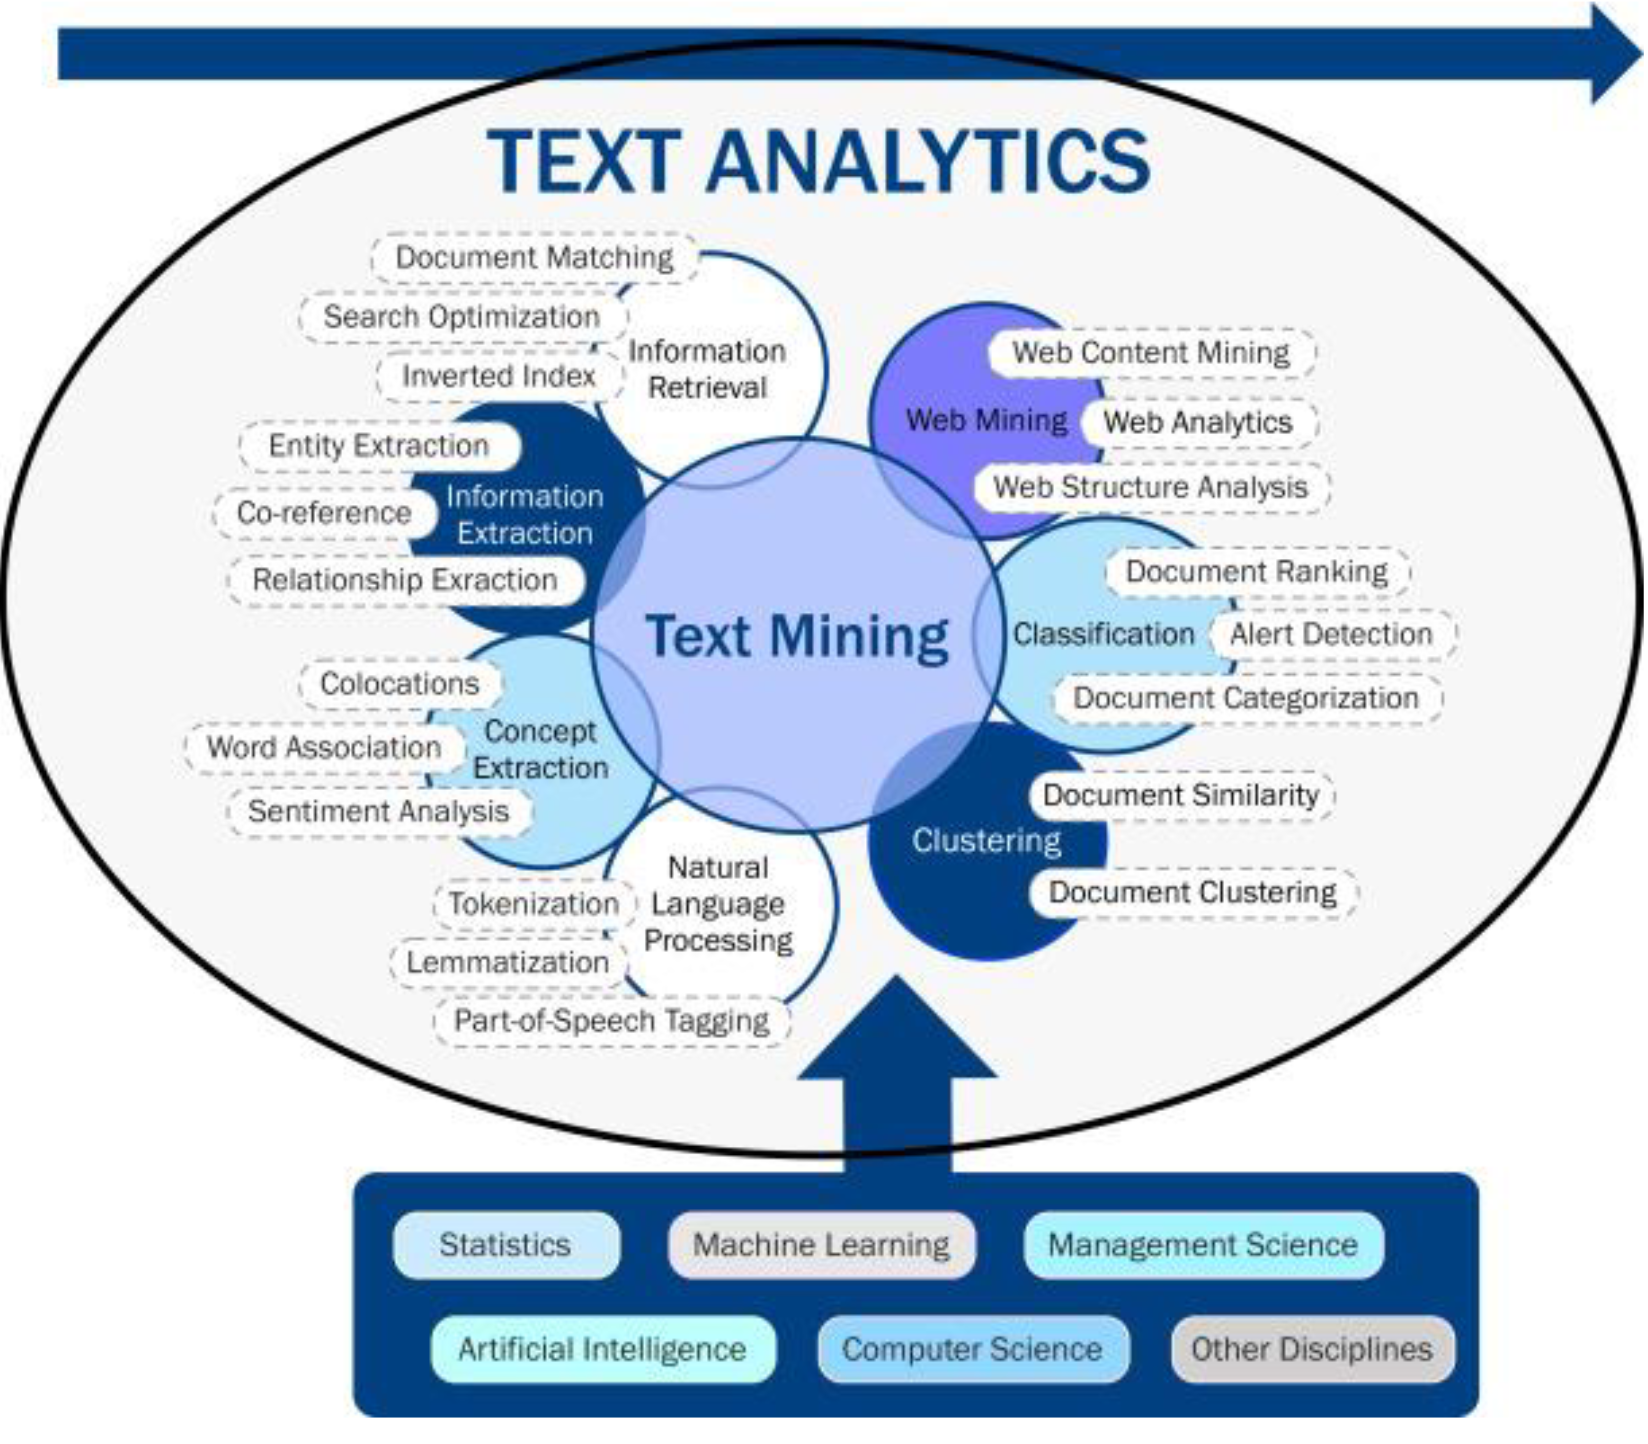 TEXT ANALYTICS
Document Matching
Search Optimization
Inverted Index
Information
Retrieval
Entity Extraction
Co-reference
Relationship Exraction
Information
Extraction
Colocations
Word Association
Sentiment Analysis
Concept
Extraction
Tokenization
Lemmatization
Part-of-Speech Tagging
Natural
Language
Processing
Text Mining
Web Mining
Web Content Mining
Web Analytics
Web Structure Analysis
Classification
Document Ranking
Alert Detection
Document Categorization
Clustering
Document Similarity
Document Clustering
Statistics
Machine Learning
Management Science
Artificial Intelligence
Computer Science
Other Disciplines